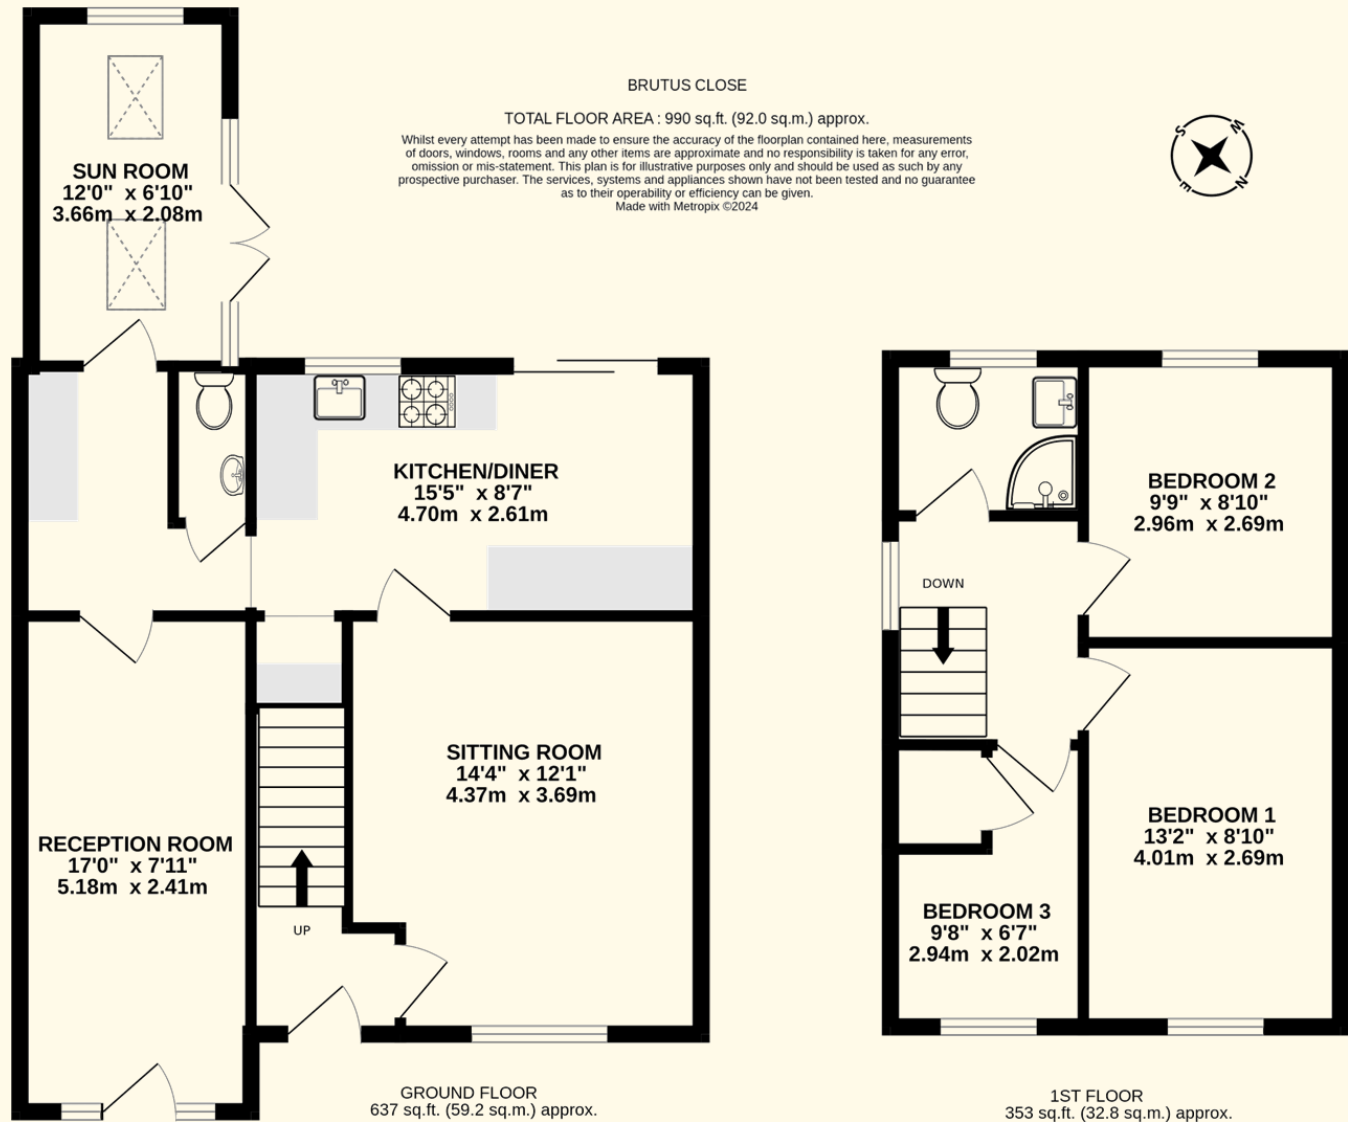 BRUTUS CLOSE
TOTAL FLOOR AREA : 990 sq.ft. (92.0 sq.m.) approx.
Whilst every attempt has been made to ensure the accuracy of the floorplan contained here, measurements
of doors, windows, rooms and any other items are approximate and no responsibility is taken for any error,
omission or mis-statement. This plan is for illustrative purposes only and should be used as such by any
prospective purchaser. The services, systems and appliances shown have not been tested and no guarantee
as to their operability or efficiency can be given.
Made with Metropix ©2024
S
W
E
N
SUN ROOM
12'0" x 6'10"
3.66m x 2.08m
KITCHEN/DINER
15'5" x 8'7"
4.70m x 2.61m
SITTING ROOM
14'4" x 12'1"
4.37m x 3.69m
RECEPTION ROOM
17'0" x 7'11"
5.18m x 2.41m
UP
GROUND FLOOR
637 sq.ft. (59.2 sq.m.) approx.
BEDROOM 2
9'9" x 8'10"
2.96m x 2.69m
DOWN
BEDROOM 1
13'2" x 8'10"
4.01m x 2.69m
BEDROOM 3
9'8" x 6'7"
2.94m x 2.02m
1ST FLOOR
353 sq.ft. (32.8 sq.m.) approx.